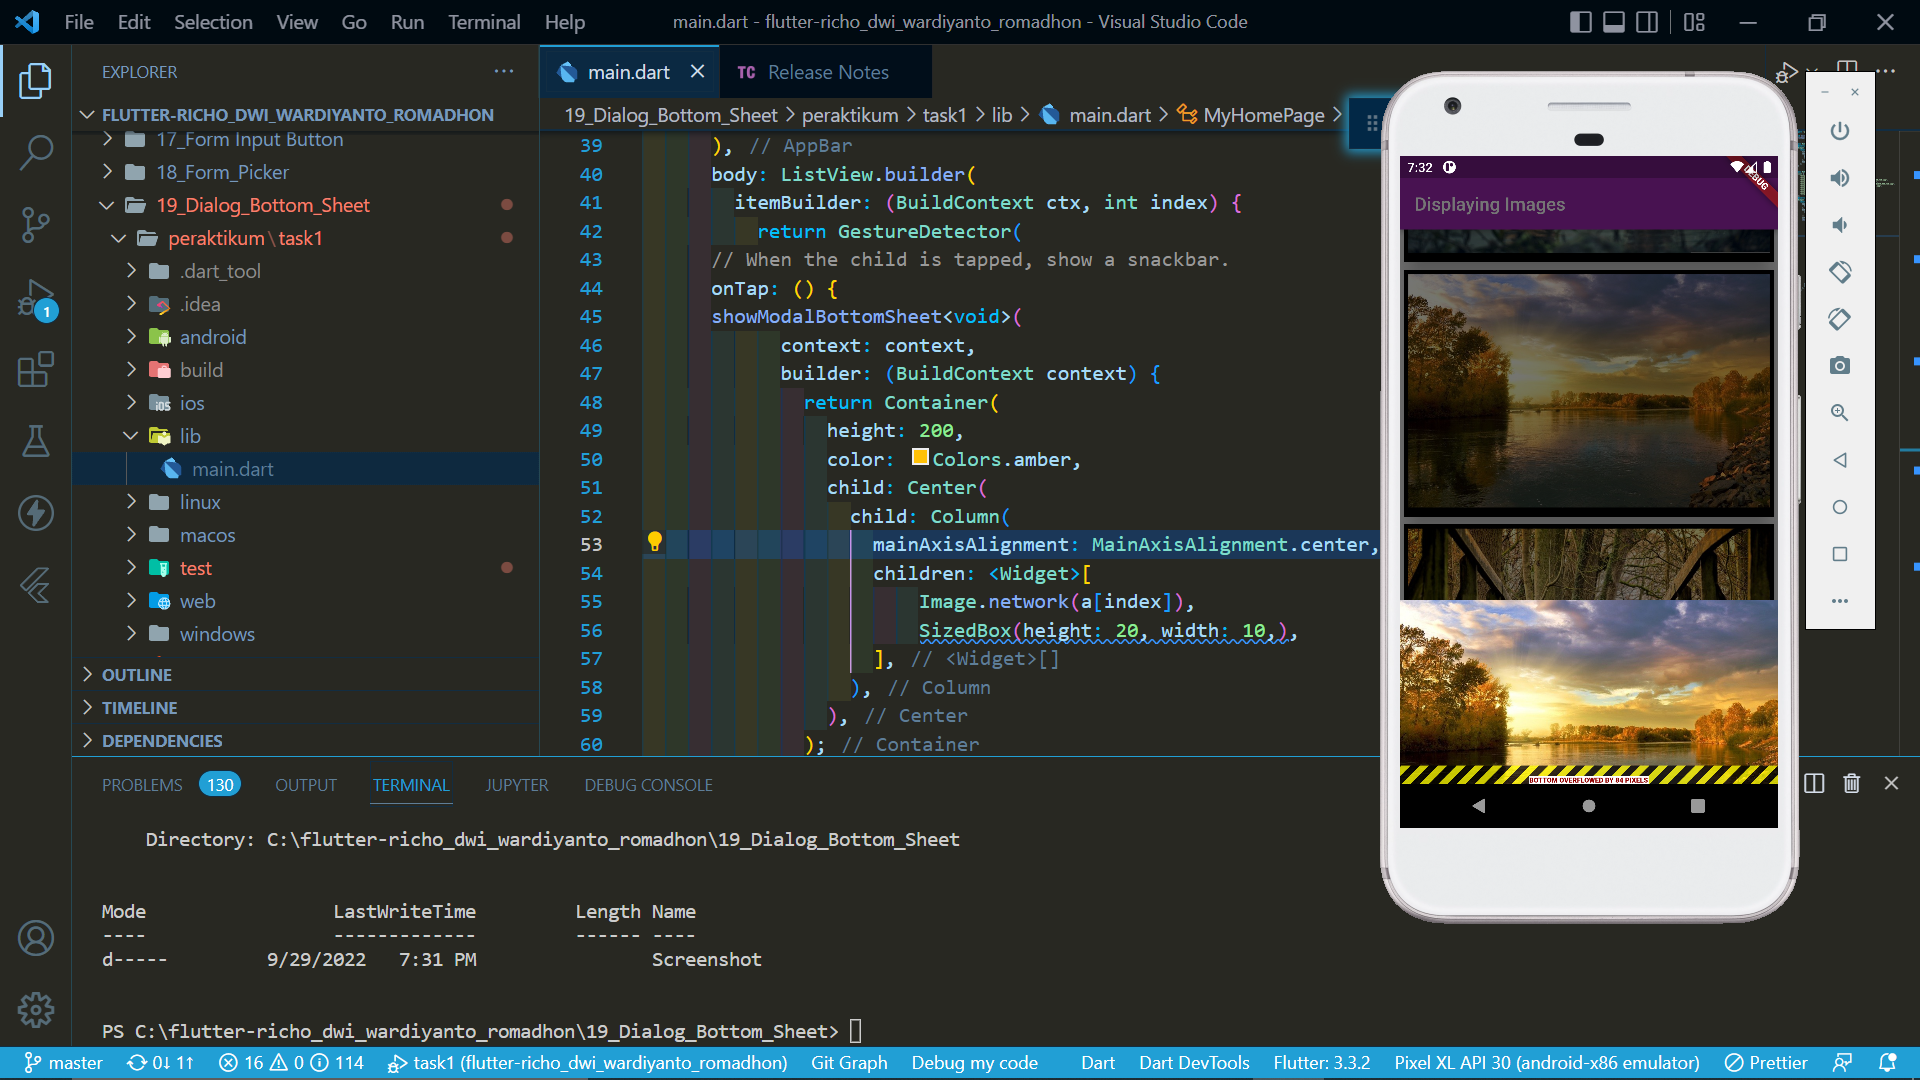 File Edit Selection View Go Run Terminal Help
main.dart - flutter-richo_dwi_wardiyanto_romadhon - Visual Studio Code
EXPLORER
main.dart
TC Release Notes
FLUTTER-RICHO_DWI_WARDIYANTO_ROMADHON
19_Dialog_Bottom_Sheet > peraktikum > task1 > lib > main.dart > MyHomePage >
17_Form Input Button
18_Form_Picker
19_Dialog_Bottom_Sheet
peraktikum\task1
.dart_tool
.idea
android
build
ios
lib
main.dart
linux
macos
test
web
windows
OUTLINE
TIMELINE
DEPENDENCIES
1
39 ), // AppBar
40 body: ListView.builder(
41 itemBuilder: (BuildContext ctx, int index) {
42 return GestureDetector(
43 // When the child is tapped, show a snackbar.
44 onTap: () {
45 showModalBottomSheet<void>(
46 context: context,
47 builder: (BuildContext context) {
48 return Container(
49 height: 200,
50 color: Colors.amber,
51 child: Center(
52 child: Column(
53 mainAxisAlignment: MainAxisAlignment.center,
54 children: <Widget>[
55 Image.network(a[index]),
56 SizedBox(height: 20, width: 10,),
57 ], // <Widget>[]
58 ), // Column
59 ), // Center
60 ); // Container
7:32
DEBUG
Displaying Images
BOTTOM OVERFLOWED BY 84 PIXELS
PROBLEMS 130 OUTPUT TERMINAL JUPYTER DEBUG CONSOLE
Directory: C:\flutter-richo_dwi_wardiyanto_romadhon\19_Dialog_Bottom_Sheet
Mode LastWriteTime Length Name
---- ------------- ------ ----
d----- 9/29/2022 7:31 PM Screenshot
PS C:\flutter-richo_dwi_wardiyanto_romadhon\19_Dialog_Bottom_Sheet>
master 0↓ 1↑ 16 0 114 task1 (flutter-richo_dwi_wardiyanto_romadhon) Git Graph Debug my code Dart Dart DevTools Flutter: 3.3.2 Pixel XL API 30 (android-x86 emulator) Prettier